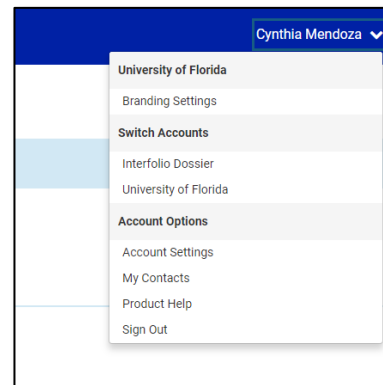 Cynthia Mendoza
University of Florida
Branding Settings
Switch Accounts
Interfolio Dossier
University of Florida
Account Options
Account Settings
My Contacts
Product Help
Sign Out